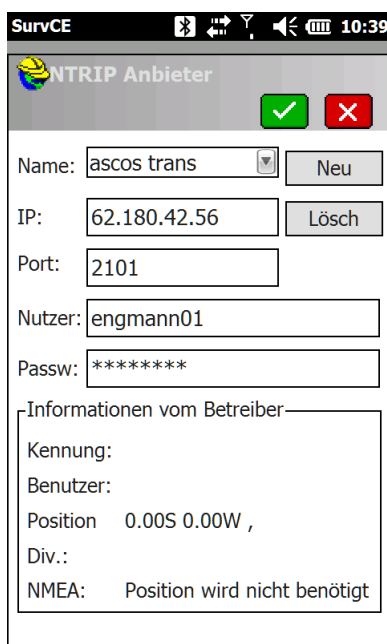 SurvCE 10:39
NTRIP Anbieter
Name: ascos trans Neu
IP: 62.180.42.56 Lösch
Port: 2101
Nutzer: engmann01
Passw: ********
Informationen vom Betreiber
Kennung:
Benutzer:
Position 0.00S 0.00W ,
Div.:
NMEA: Position wird nicht benötigt